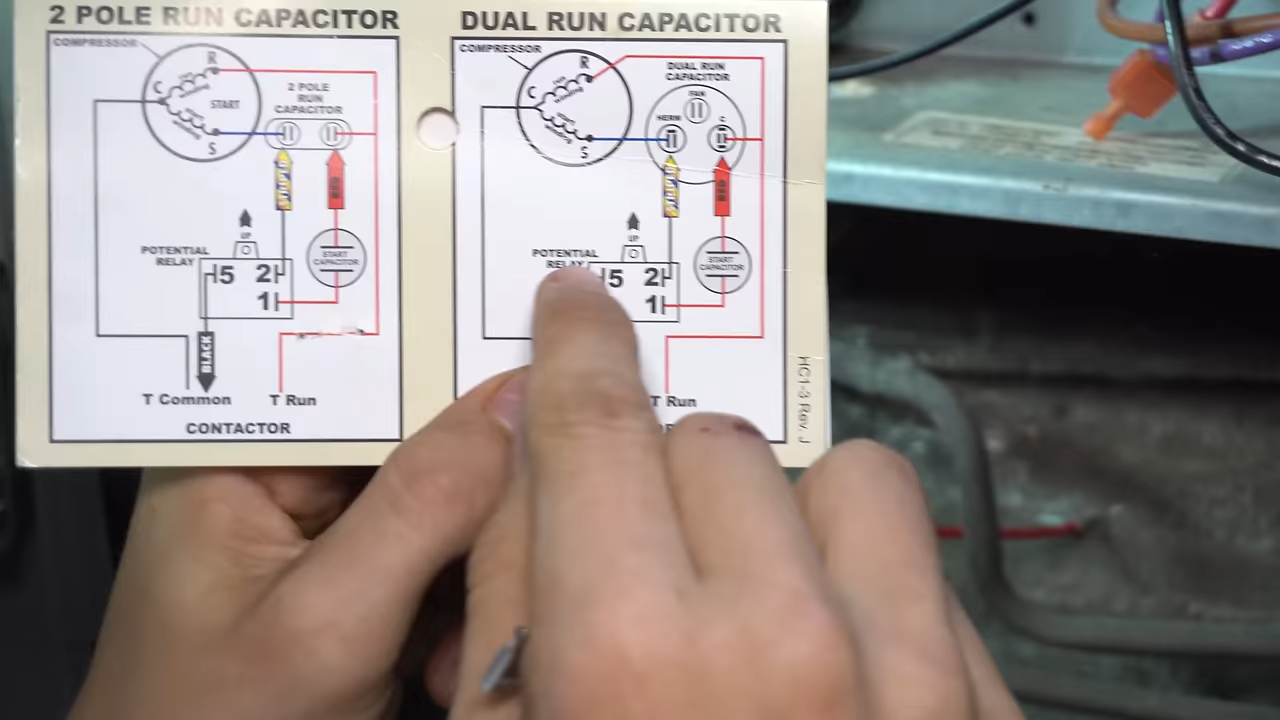 2 POLE RUN CAPACITOR
COMPRESSOR
R
C
START
S
2 POLE
RUN
CAPACITOR
RED
UP
POTENTIAL
RELAY
5 2
1
START
CAPACITOR
BLACK
T Common T Run
CONTACTOR
DUAL RUN CAPACITOR
COMPRESSOR
R
C
S
DUAL RUN
CAPACITOR
FAN
HERM C
RED
UP
POTENTIAL
RELAY
5 2
1
START
CAPACITOR
T Run
HC1-3 Rev. J